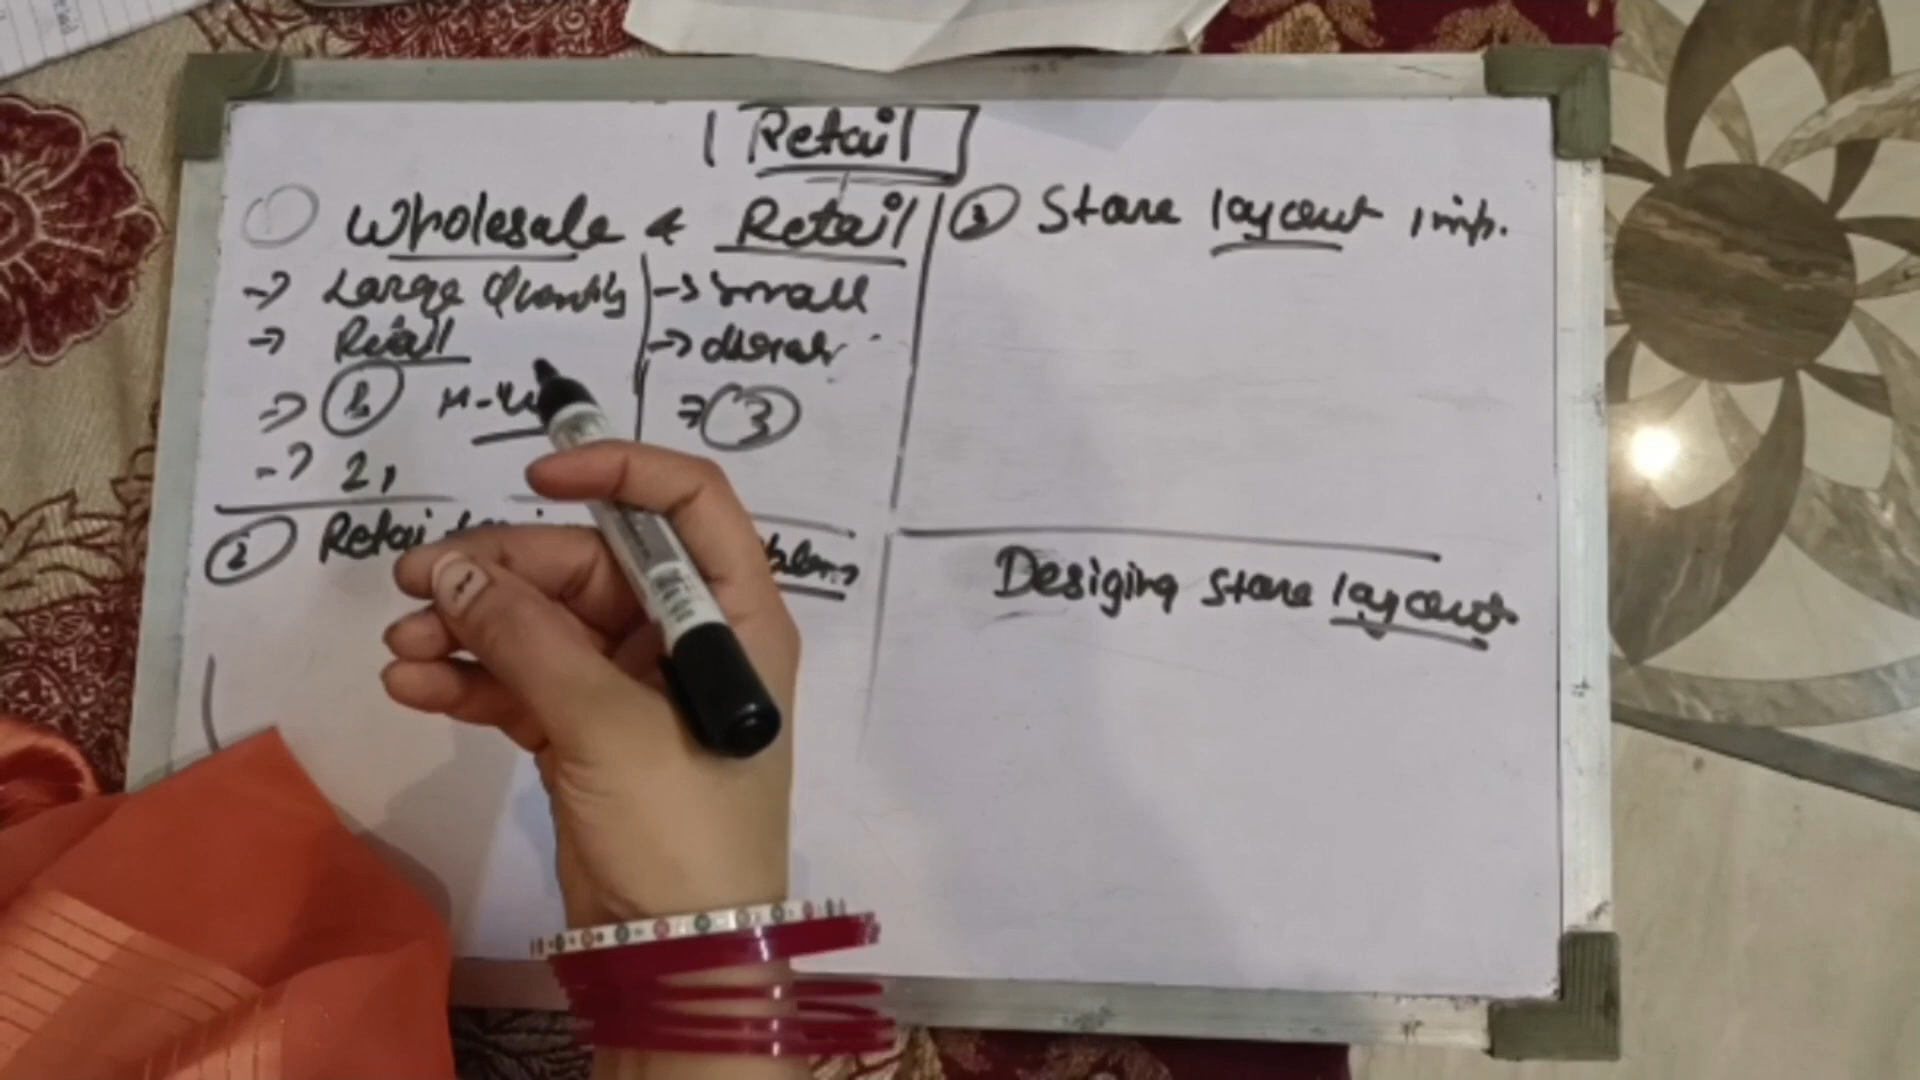 Retail
① Wholesale & Retail
-> Large Quantity
-> Retail
->
-> 2,
-> Small
->
-> ③
② Retai
③ Store layout imp.
Desiging store layout